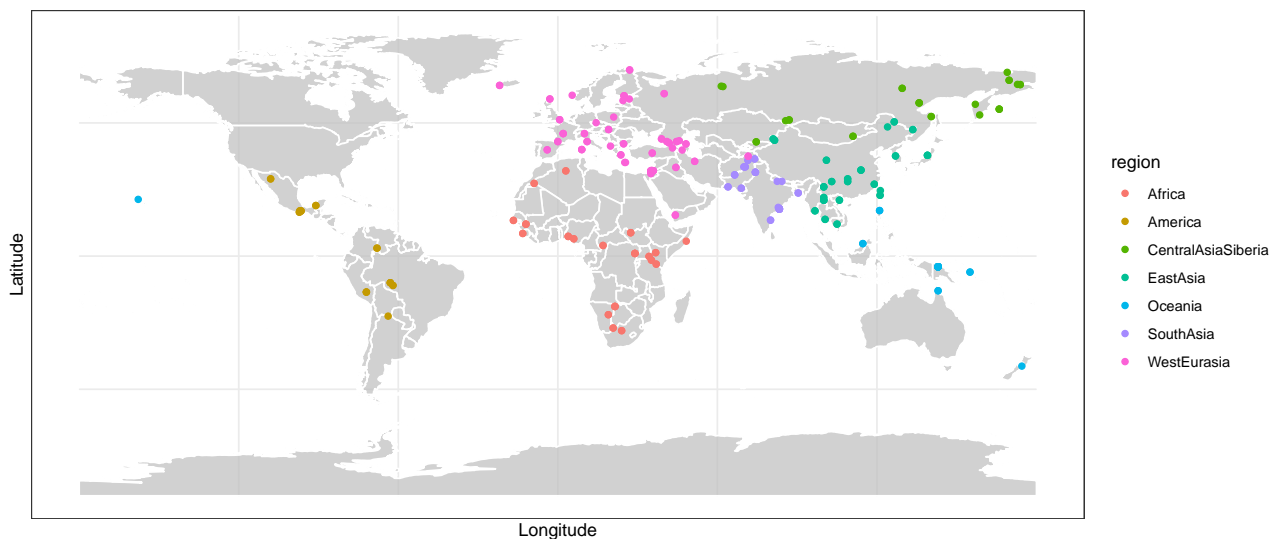 Latitude
Longitude
region
Africa
America
CentralAsiaSiberia
EastAsia
Oceania
SouthAsia
WestEurasia